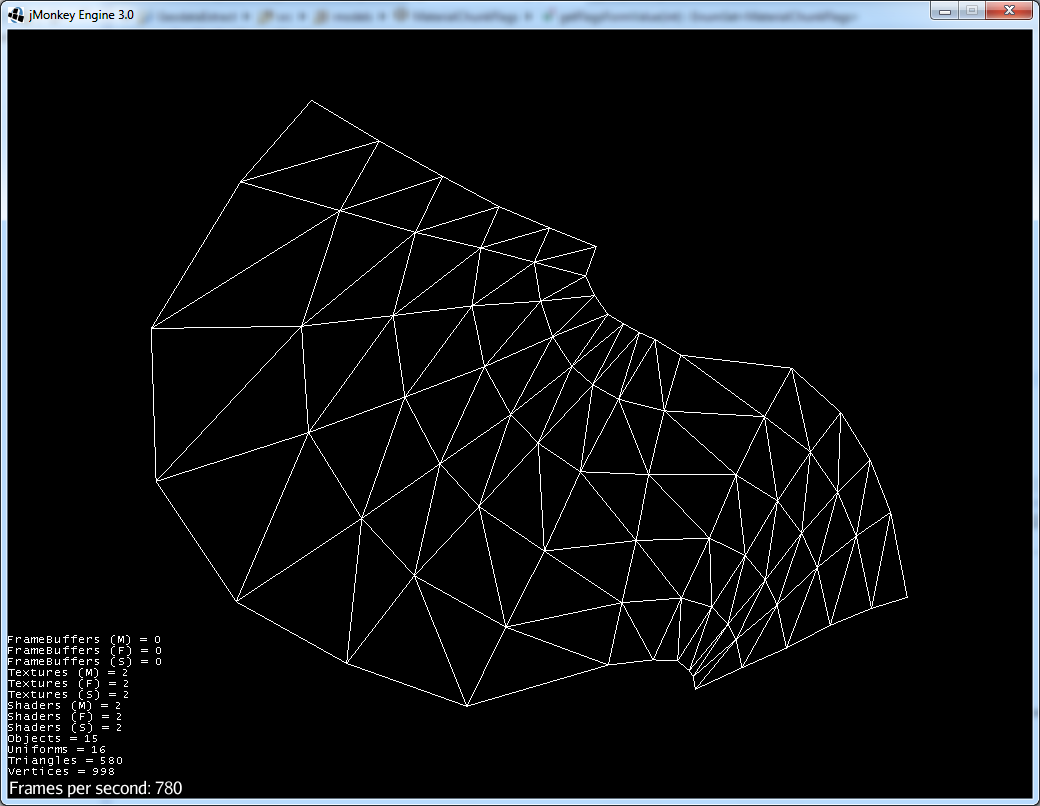 jMonkey Engine 3.0
FrameBuffers (M) = 0
FrameBuffers (F) = 0
FrameBuffers (S) = 0
Textures (M) = 2
Textures (F) = 2
Textures (S) = 2
Shaders (M) = 2
Shaders (F) = 2
Shaders (S) = 2
Objects = 15
Uniforms = 16
Triangles = 580
Vertices = 998
Frames per second: 780